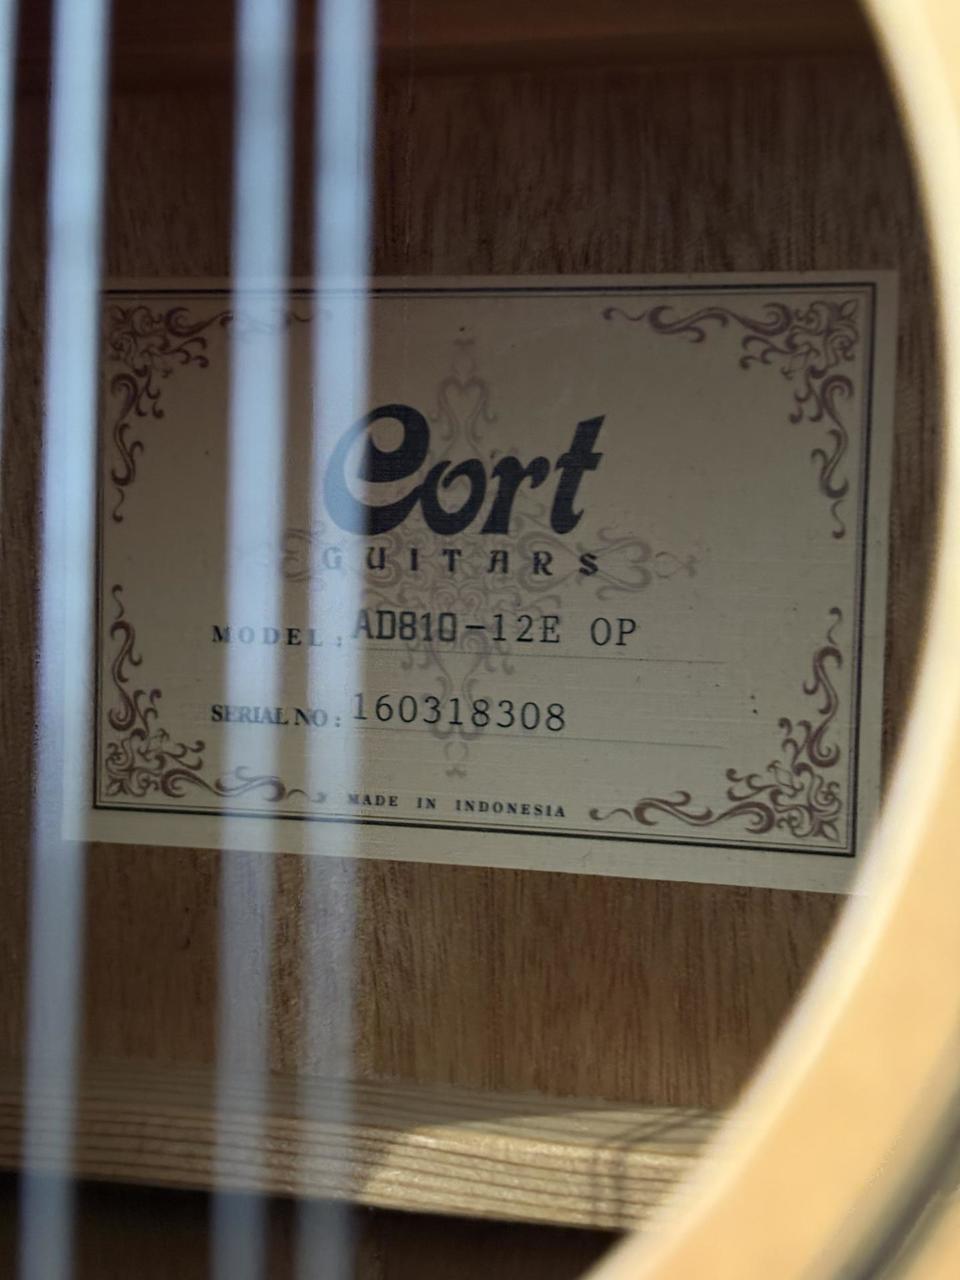 Cort
GUITARS
MODEL: AD810-12E OP
SERIAL NO: 160318308
MADE IN INDONESIA